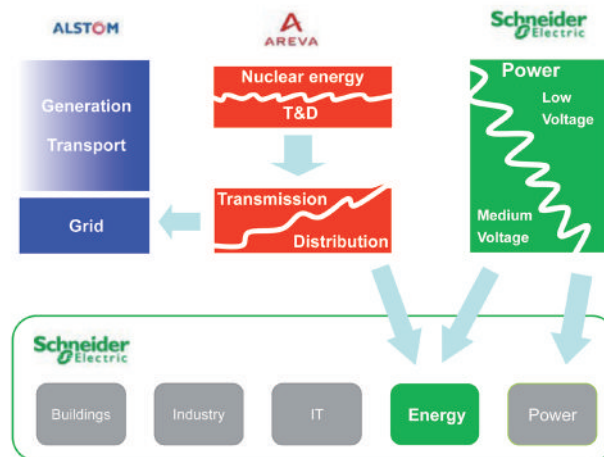 ALSTOM
AREVA
Schneider
Electric
Generation
Transport
Grid
Nuclear energy
T&D
Transmission
Distribution
Power
Low
Voltage
Medium
Voltage
Schneider
Electric
Buildings
Industry
IT
Energy
Power